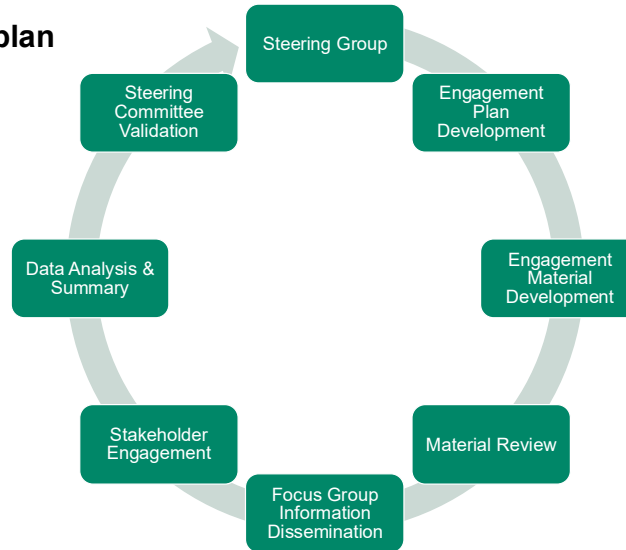 plan
Steering Group
Engagement
Plan
Development
Engagement
Material
Development
Material Review
Focus Group
Information
Dissemination
Stakeholder
Engagement
Data Analysis &
Summary
Steering
Committee
Validation